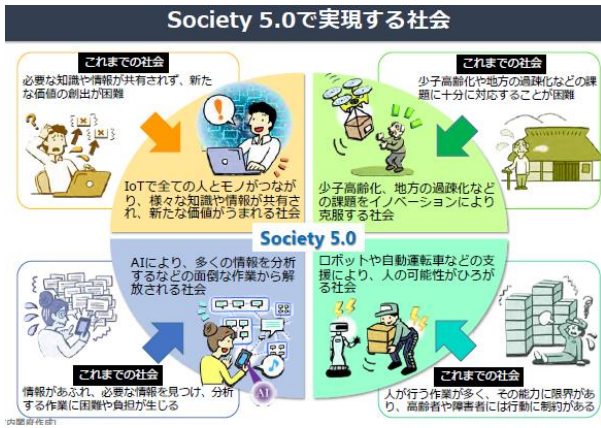 Society 5.0で実現する社会
これまでの社会
必要な知識や情報が共有されず、新た
な価値の創出が困難
IoTで全ての人とモノがつなが
り、様々な知識や情報が共有さ
れ、新たな価値がうまれる社会
これまでの社会
少子高齢化や地方の過疎化などの課
題に十分に対応することが困難
少子高齢化、地方の過疎化など
の課題をイノベーションにより
克服する社会
Society 5.0
AIにより、多くの情報を分析
するなどの面倒な作業から解
放される社会
AI
これまでの社会
情報があふれ、必要な情報を見つけ、分析
する作業に困難や負担が生じる
ロボットや自動運転車などの支
援により、人の可能性がひろが
る社会
これまでの社会
人が行う作業が多く、その能力に限界があ
り、高齢者や障害者には行動に制約がある
[内閣府作成]